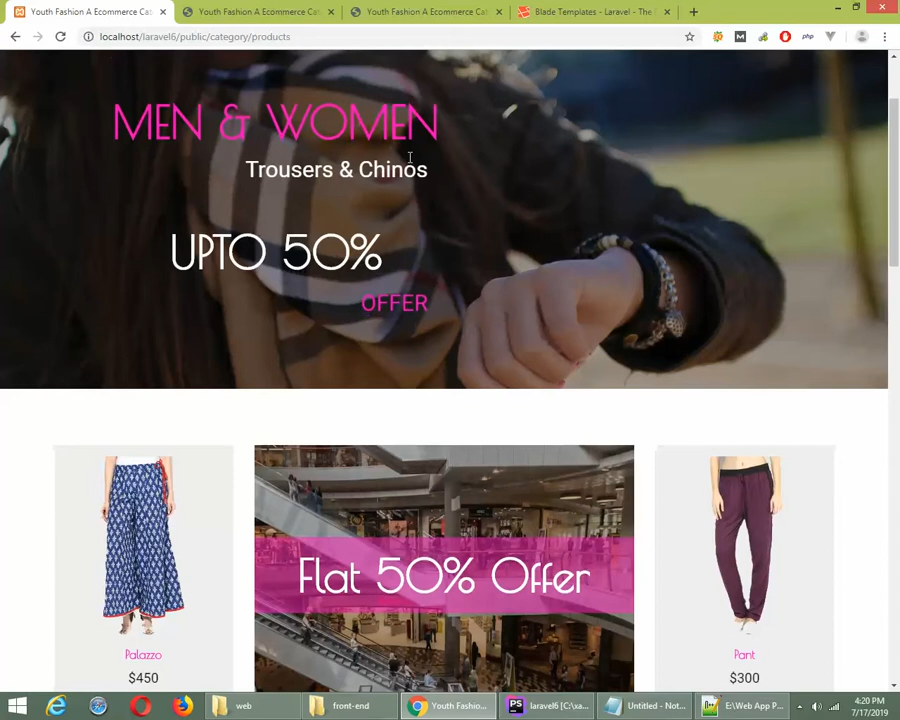 Youth Fashion A Ecommerce Cat
Youth Fashion A Ecommerce Cat
Youth Fashion A Ecommerce Cat
Blade Templates - Laravel - The
localhost/laravel6/public/category/products
php
MEN & WOMEN
Trousers & Chinos
UPTO 50%
OFFER
Flat 50% Offer
Palazzo
$450
Pant
$300
web
front-end
Youth Fashio...
laravel6 [C:\xa...
Untitled - Not...
E:\Web App P...
4:20 PM
7/17/2019